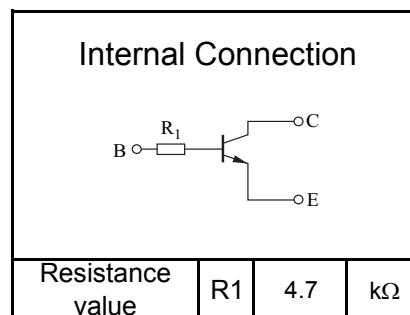 Internal Connection
R1
C
B
E
Resistance value R1 4.7 kΩ